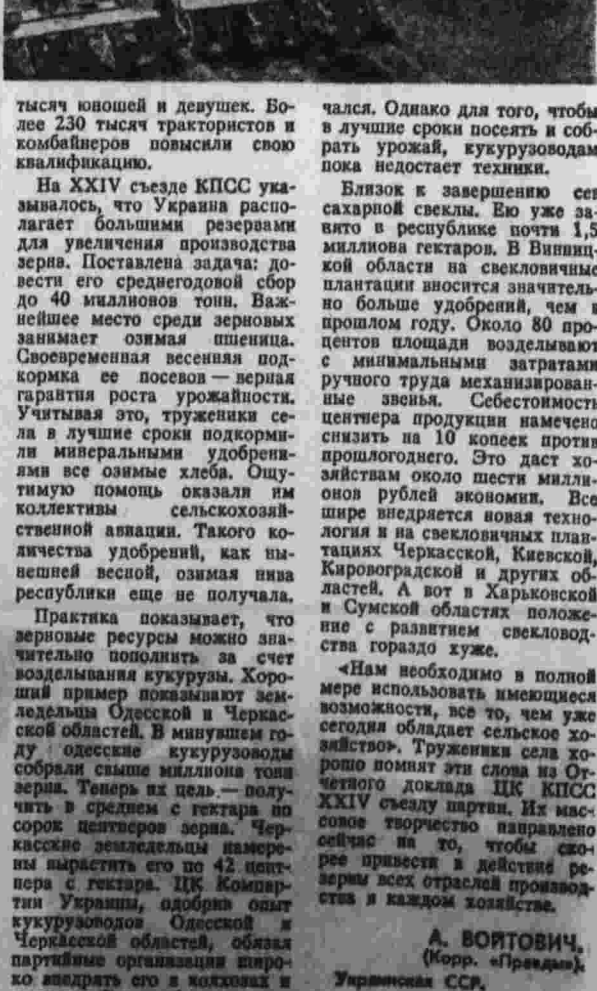 тысяч юношей и девушек. Бо-
лее 230 тысяч трактористов и
комбайнеров повысили свою
квалификацию.
На XXIV съезде КПСС ука-
зывалось, что Украина распо-
лагает большими резервами
для увеличения производства
зерна. Поставлена задача: до-
вести его среднегодовой сбор
до 40 миллионов тонн. Важ-
нейшее место среди зерновых
занимает озимая пшеница.
Своевременная весенняя под-
кормка ее посевов — верная
гарантия роста урожайности.
Учитывая это, труженики се-
ла в лучшие сроки подкорми-
ли минеральными удобрени-
ями все озимые хлеба. Ощу-
тимую помощь оказали им
коллективы сельскохозяй-
ственной авиации. Такого ко-
личества удобрений, как ны-
нешней весной, озимая нива
республики еще не получала.
Практика показывает, что
зерновые ресурсы можно зна-
чительно пополнить за счет
возделывания кукурузы. Хоро-
ший пример показывают зем-
ледельцы Одесской и Черкас-
ской областей. В минувшем го-
ду одесские кукурузоводы
собрали свыше миллиона тонн
зерна. Теперь их цель — полу-
чить в среднем с гектара по
сорок центнеров зерна. Чер-
касские земледельцы намере-
ны вырастить его по 42 цент-
нера с гектара. ЦК Компар-
тии Украины, одобрив опыт
кукурузоводов Одесской и
Черкасской областей, обязал
партийные организации широ-
ко внедрять его в колхозах и
чался. Однако для того, чтобы
в лучшие сроки посеять и соб-
рать урожай, кукурузоводам
пока недостает техники.
Близок к завершению сев
сахарной свеклы. Ею уже за-
нято в республике почти 1,5
миллиона гектаров. В Винниц-
кой области на свекловичные
плантации вносится значитель-
но больше удобрений, чем в
прошлом году. Около 80 про-
центов площади возделывают
с минимальными затратами
ручного труда механизирован-
ные звенья. Себестоимость
центнера продукции намечено
снизить на 10 копеек против
прошлогоднего. Это даст хо-
зяйствам около шести милли-
онов рублей экономии. Все
шире внедряется новая техно-
логия и на свекловичных план-
тациях Черкасской, Киевской,
Кировоградской и других об-
ластей. А вот в Харьковской
и Сумской областях положе-
ние с развитием свекловод-
ства гораздо хуже.
«Нам необходимо в полной
мере использовать имеющиеся
возможности, все то, чем уже
сегодня обладает сельское хо-
зяйство». Труженики села хо-
рошо помнят эти слова из От-
четного доклада ЦК КПСС
XXIV съезду партии. Их мас-
совое творчество направлено
сейчас на то, чтобы ско-
рее привести в действие ре-
зервы всех отраслей производ-
ства в каждом хозяйстве.
А. ВОЙТОВИЧ.
(Корр. «Правды»).
Украинская ССР.